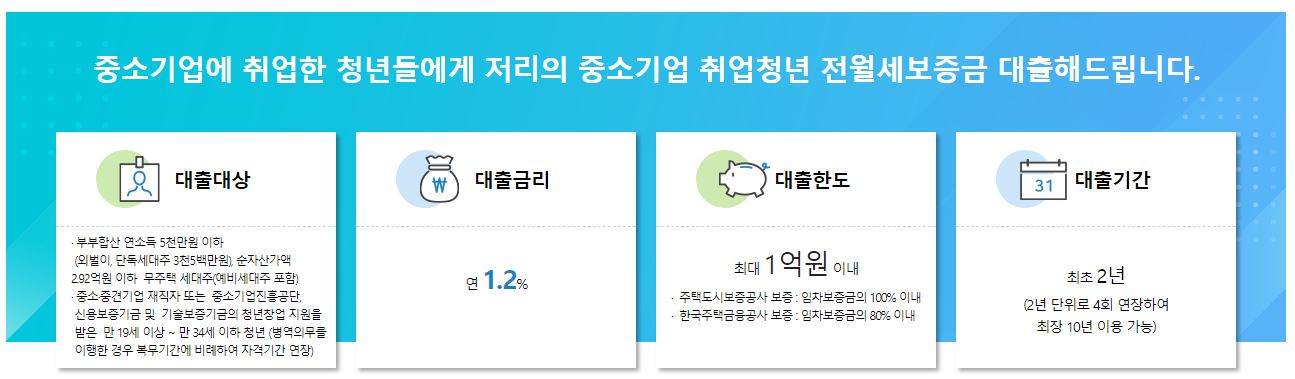 중소기업에 취업한 청년들에게 저리의 중소기업 취업청년 전월세보증금 대출해드립니다.
대출대상
· 부부합산 연소득 5천만원 이하
(외벌이, 단독세대주 3천5백만원), 순자산가액
2.92억원 이하 무주택 세대주(예비세대주 포함)
· 중소·중견기업 재직자 또는 중소기업진흥공단,
신용보증기금 및 기술보증기금의 청년창업 지원을
받은 만 19세 이상 ~ 만 34세 이하 청년 (병역의무를
이행한 경우 복무기간에 비례하여 자격기간 연장)
₩
대출금리
연 1.2%
대출한도
최대 1억원 이내
· 주택도시보증공사 보증 : 임차보증금의 100% 이내
· 한국주택금융공사 보증 : 임차보증금의 80% 이내
31
대출기간
최초 2년
(2년 단위로 4회 연장하여
최장 10년 이용 가능)